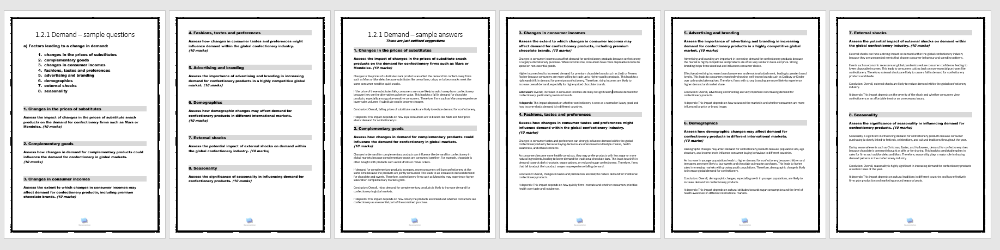 1.2.1 Demand – sample questions
a) Factors leading to a change in demand:
1. changes in the prices of substitutes
2. complementary goods
3. changes in consumer incomes
4. fashions, tastes and preferences
5. advertising and branding
6. demographics
7. external shocks
8. seasonality
1. Changes in the prices of substitutes
Assess the impact of changes in the prices of substitute snack
products on the demand for confectionery firms such as Mars or
Mondelez. (10 marks)
2. Complementary goods
Assess how changes in demand for complementary products could
influence the demand for confectionery in global markets.
(10 marks)
3. Changes in consumer incomes
Assess the extent to which changes in consumer incomes may
affect demand for confectionery products, including premium
chocolate brands. (10 marks)
4. Fashions, tastes and preferences
Assess how changes in consumer tastes and preferences might
influence demand within the global confectionery industry.
(10 marks)
5. Advertising and branding
Assess the importance of advertising and branding in increasing
demand for confectionery products in a highly competitive global
market. (10 marks)
6. Demographics
Assess how demographic changes may affect demand for
confectionery products in different international markets.
(10 marks)
7. External shocks
Assess the potential impact of external shocks on demand within
the global confectionery industry. (10 marks)
8. Seasonality
Assess the significance of seasonality in influencing demand for
confectionery products. (10 marks)
1.2.1 Demand – sample answers
These are just outlined suggestions
1. Changes in the prices of substitutes
Assess the impact of changes in the prices of substitute snack
products on the demand for confectionery firms such as Mars or
Mondelez. (10 marks)
Changes in the prices of substitute snack products can affect the demand for confectionery firms
such as Mars or Mondelez because substitutes like cereal bars, crisps, or bakery snacks meet the
same consumer need for quick snacks.
If the price of these substitutes falls, consumers are more likely to switch away from confectionery
because they see the alternatives as better value. This leads to a fall in demand for chocolate
products, especially among price-sensitive consumers. Therefore, firms such as Mars may experience
lower sales volumes if substitute snacks become cheaper.
Conclusion: Overall, falling prices of substitute snacks are likely to reduce demand for confectionery.
It depends: This impact depends on how loyal consumers are to brands like Mars and how price
elastic demand for confectionery is.
2. Complementary goods
Assess how changes in demand for complementary products could
influence the demand for confectionery in global markets.
(10 marks)
Changes in demand for complementary products can influence the demand for confectionery in
global markets because complementary goods are consumed together. For example, chocolate is
often bought with products such as hot drinks or movie tickets.
If demand for complementary products increases, more consumers will buy confectionery at the
same time because the products are jointly consumed. This leads to an increase in derived demand
for chocolate and sweets. Therefore, confectionery firms such as Mondelez may experience higher
sales when complementary markets grow.
Conclusion: Overall, rising demand for complementary products is likely to increase demand for
confectionery in global markets.
It depends: This impact depends on how closely the products are linked and whether consumers see
confectionery as an essential part of the combined purchase.
3. Changes in consumer incomes
Assess the extent to which changes in consumer incomes may
affect demand for confectionery products, including premium
chocolate brands. (10 marks)
Changes in consumer incomes can affect demand for confectionery products because confectionery
is largely a discretionary purchase. When incomes rise, consumers have more disposable income to
spend on non-essential goods.
Higher incomes lead to increased demand for premium chocolate brands such as Lindt or Ferrero
Rocher because consumers are more willing to trade up to higher-quality products. This leads to a
rightward shift in demand for premium confectionery. Therefore, rising incomes are likely to
increase overall demand, especially for higher-priced chocolate brands.
Conclusion: Overall, increases in consumer incomes are likely to significantly increase demand for
confectionery, particularly premium brands.
It depends: This impact depends on whether confectionery is seen as a normal or luxury good and
how income-elastic demand is in different countries.
4. Fashions, tastes and preferences
Assess how changes in consumer tastes and preferences might
influence demand within the global confectionery industry.
(10 marks)
Changes in consumer tastes and preferences can strongly influence demand within the global
confectionery industry because buying decisions are often based on lifestyle choices, health
awareness, and ethical concerns.
As consumers become more health-conscious, they may prefer products with less sugar or more
natural ingredients, leading to lower demand for traditional chocolate bars. This leads to a shift in
demand towards dark chocolate, vegan options, or reduced-sugar confectionery. Therefore, firms
that fail to adapt their product ranges may experience falling demand.
Conclusion: Overall, changes in tastes and preferences are likely to reduce demand for traditional
confectionery products.
It depends: This impact depends on how quickly firms innovate and whether consumers prioritise
health over taste and indulgence.
5. Advertising and branding
Assess the importance of advertising and branding in increasing
demand for confectionery products in a highly competitive global
market. (10 marks)
Advertising and branding are important in increasing demand for confectionery products because
the market is highly competitive and products are often very similar in taste and price. Strong
branding helps firms stand out and influences consumer choice.
Effective advertising increases brand awareness and emotional attachment, leading to greater brand
loyalty. This leads to consumers repeatedly choosing well-known brands such as Cadbury or Kinder
over unbranded alternatives. Therefore, firms with strong branding are more likely to experience
higher demand and market share.
Conclusion: Overall, advertising and branding are very important in increasing demand for
confectionery products.
It depends: This impact depends on how saturated the market is and whether consumers are more
influenced by price or brand image.
6. Demographics
Assess how demographic changes may affect demand for
confectionery products in different international markets.
(10 marks)
Demographic changes may affect demand for confectionery products because population size, age
structure, and income levels influence consumer buying behaviour in different countries.
An increase in younger populations leads to higher demand for confectionery because children and
teenagers are more likely to buy sweets and chocolate as impulse purchases. This leads to higher
sales in emerging markets with growing youth populations. Therefore, demographic change is likely
to increase global demand for confectionery.
Conclusion: Overall, demographic changes, especially growth in younger populations, are likely to
increase demand for confectionery products.
It depends: This impact depends on cultural attitudes towards sugar consumption and the level of
health awareness in different international markets.
7. External shocks
Assess the potential impact of external shocks on demand within
the global confectionery industry. (10 marks)
External shocks can have a strong impact on demand within the global confectionery industry
because they are unexpected events that change consumer behaviour and spending patterns.
Events such as economic recessions or global pandemics reduce consumer confidence, leading to
lower disposable incomes. This leads to consumers cutting back on non-essential purchases like
confectionery. Therefore, external shocks are likely to cause a fall in demand for confectionery
products worldwide.
Conclusion: Overall, external shocks are likely to reduce demand within the global confectionery
industry.
It depends: This impact depends on the severity of the shock and whether consumers view
confectionery as an affordable treat or an unnecessary luxury.
8. Seasonality
Assess the significance of seasonality in influencing demand for
confectionery products. (10 marks)
Seasonality is significant in influencing demand for confectionery products because consumer
purchasing is closely linked to festivals, celebrations, and cultural traditions throughout the year.
During seasonal events such as Christmas, Easter, and Halloween, demand for confectionery rises
because chocolate is commonly bought as gifts or for sharing. This leads to predictable spikes in
sales for firms such as Mondelez and Mars. Therefore, seasonality plays a major role in shaping
demand patterns in the confectionery industry.
Conclusion: Overall, seasonality is highly significant in increasing demand for confectionery products
at certain times of the year.
It depends: This impact depends on cultural traditions in different countries and how effectively
firms plan production and marketing around seasonal peaks.